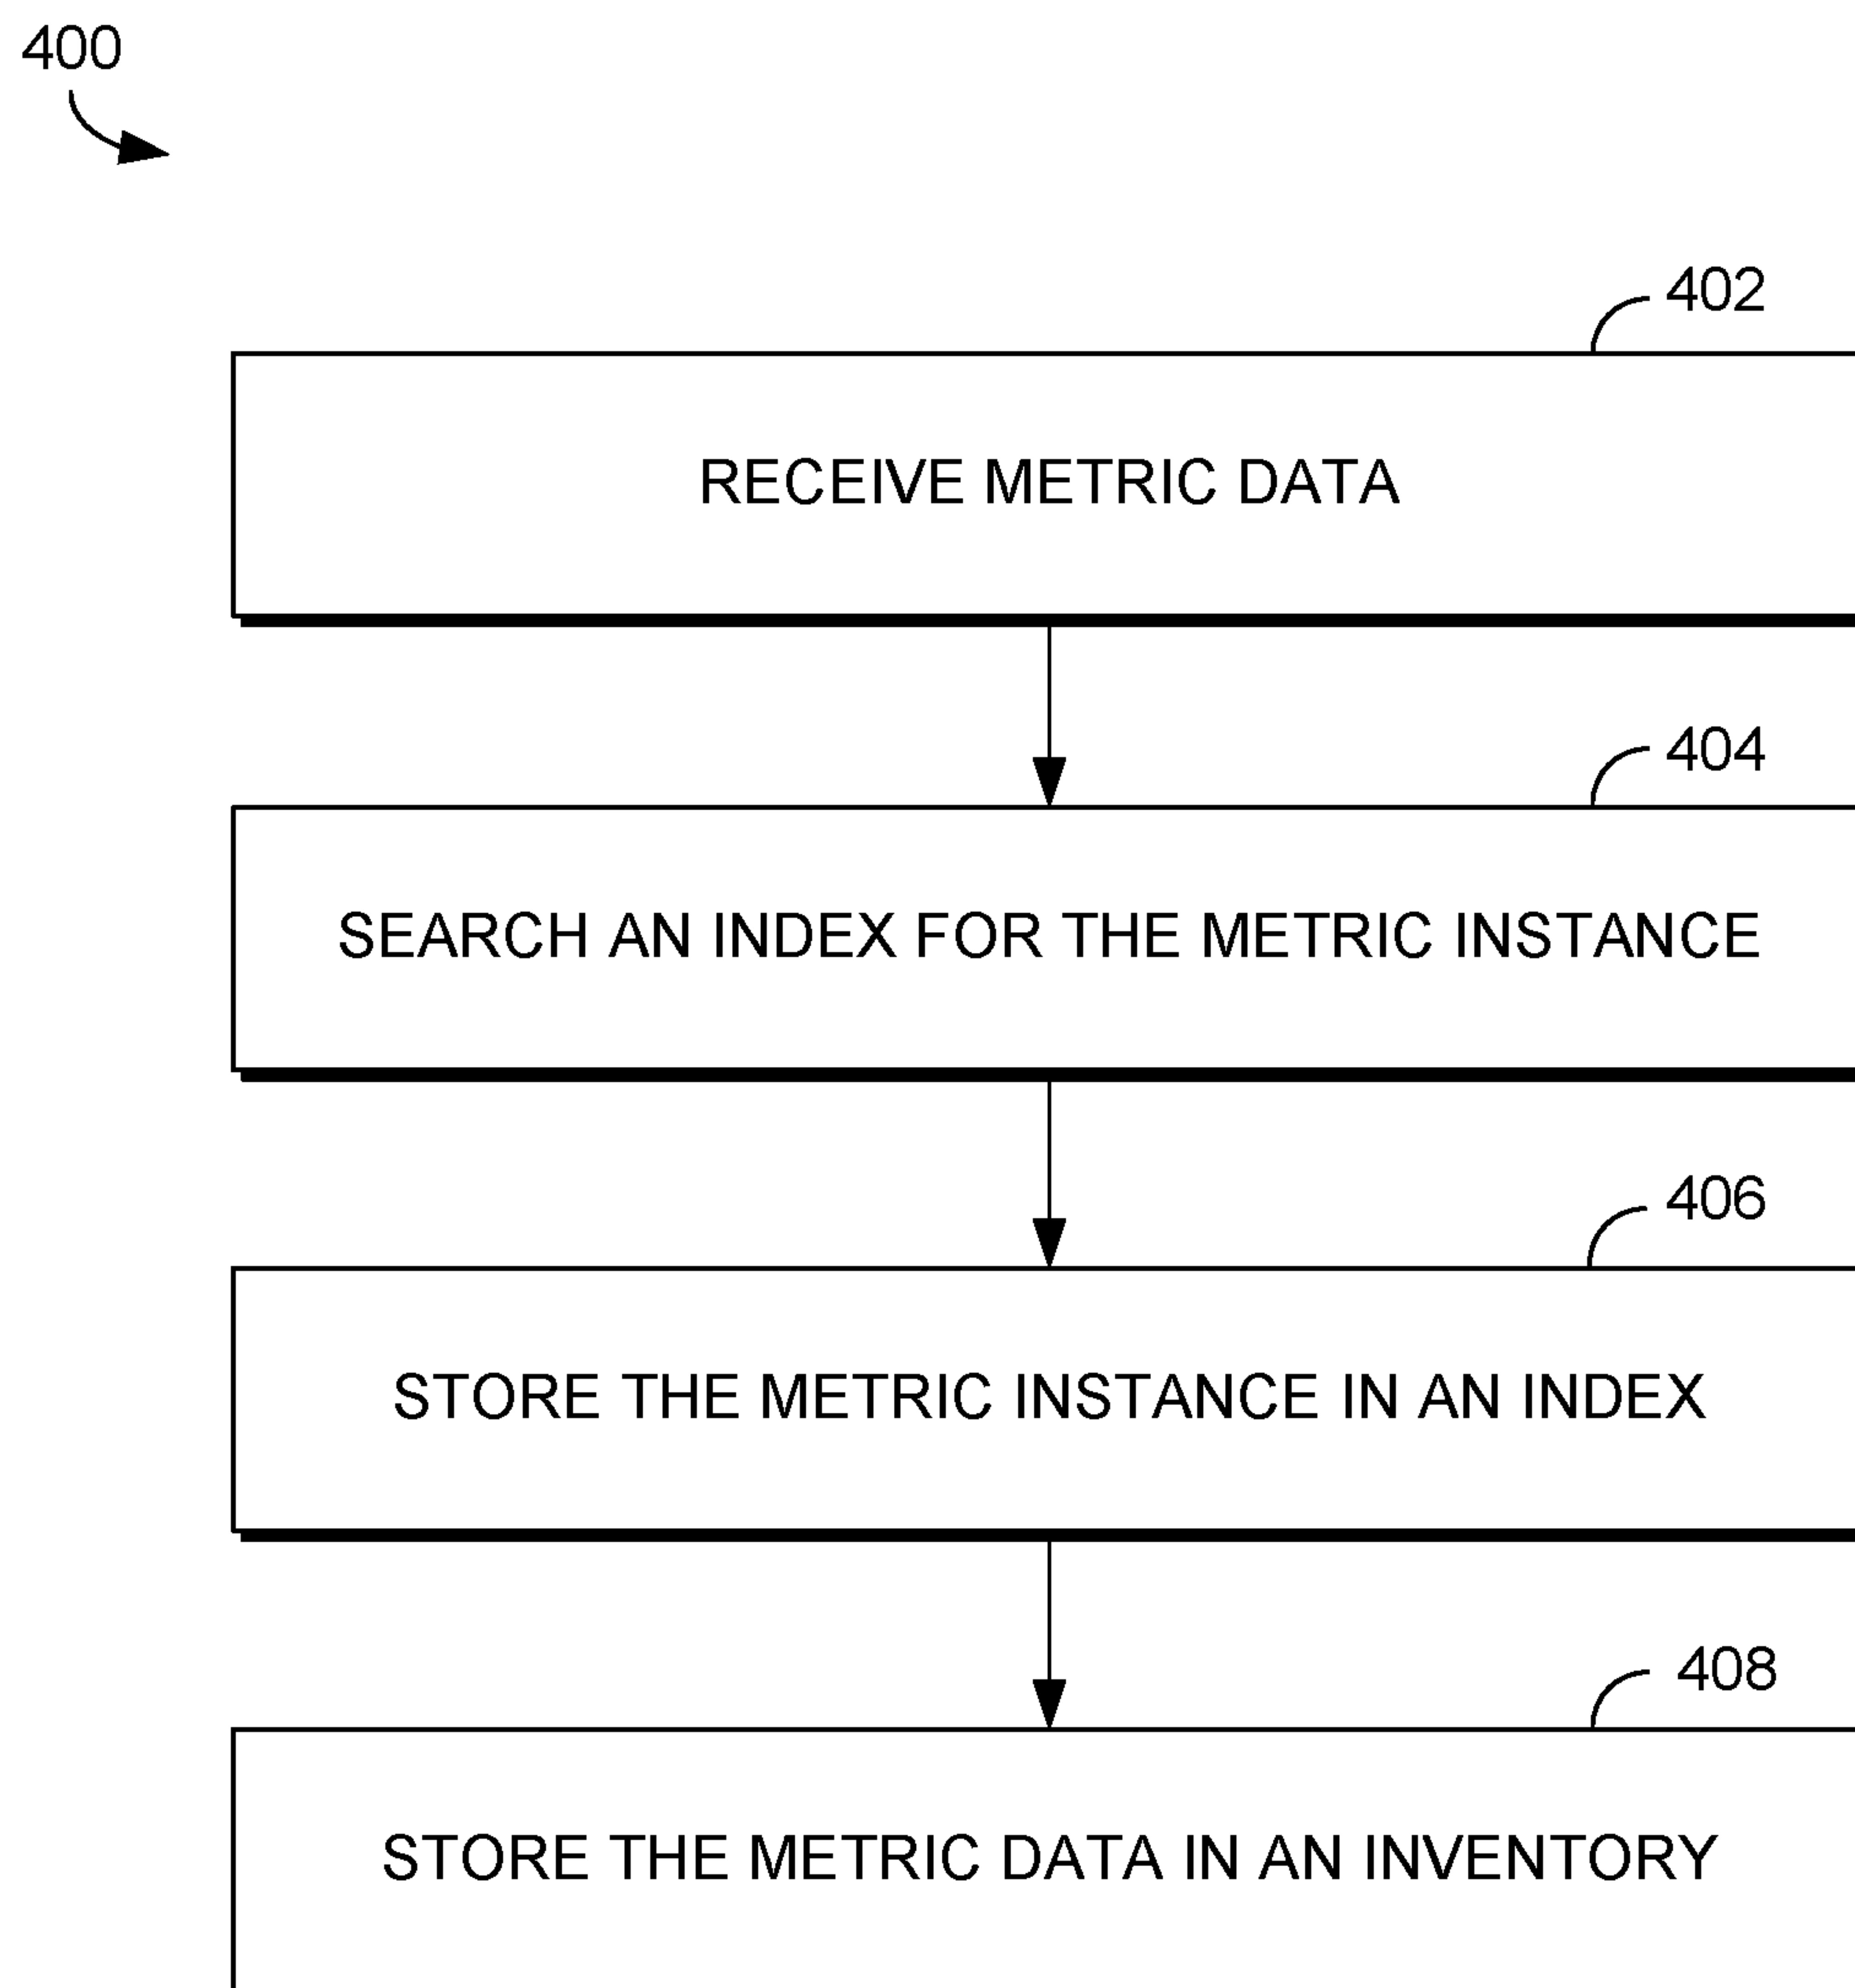 400
402
RECEIVE METRIC DATA
404
SEARCH AN INDEX FOR THE METRIC INSTANCE
406
STORE THE METRIC INSTANCE IN AN INDEX
408
STORE THE METRIC DATA IN AN INVENTORY